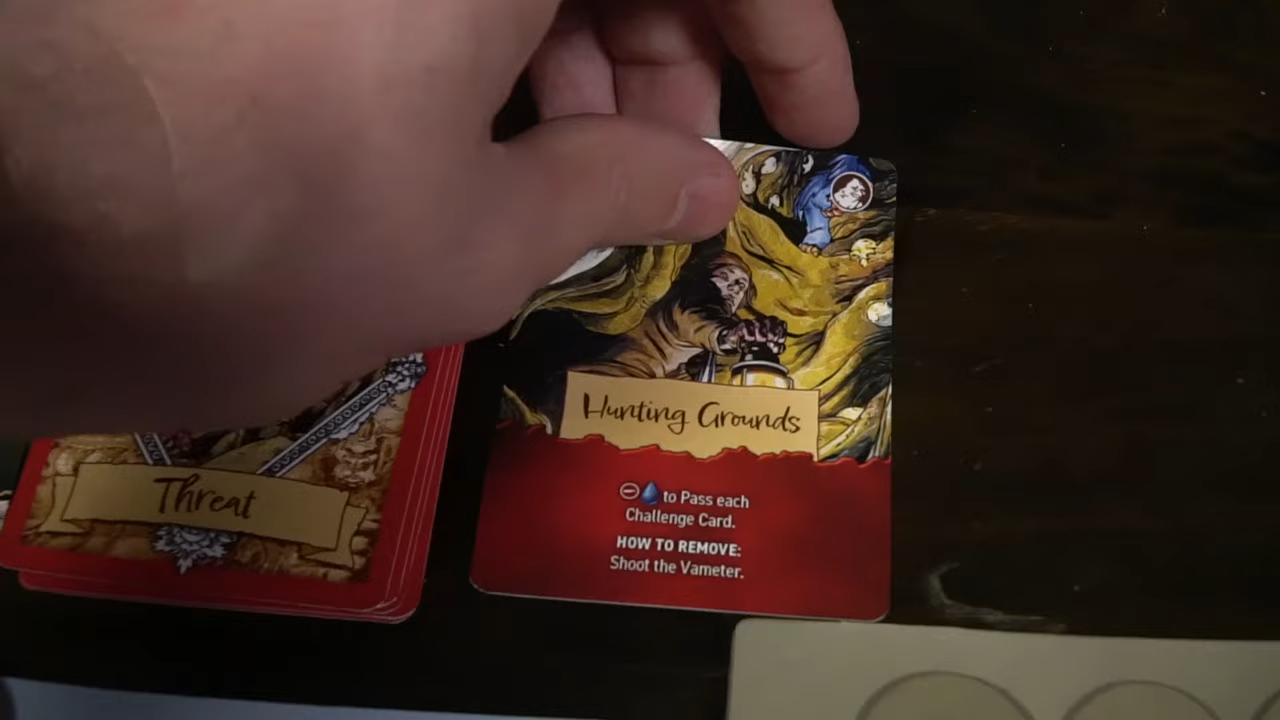 Hunting Grounds
Threat
to Pass each
Challenge Card.
HOW TO REMOVE:
Shoot the Vameter.